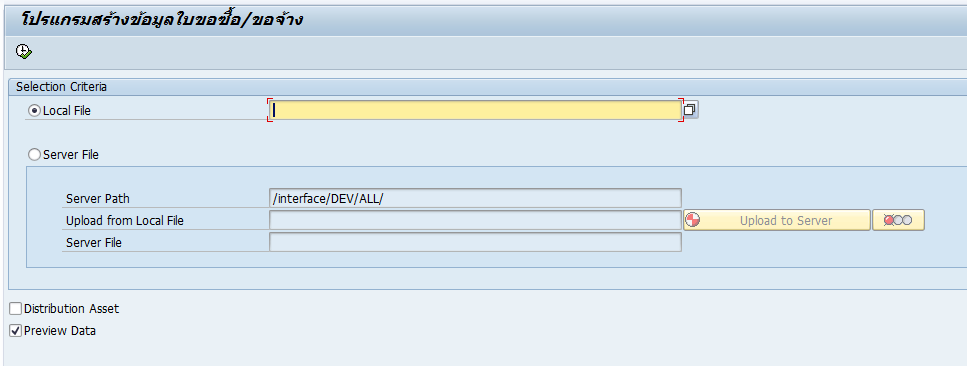 โปรแกรมสร้างข้อมูลใบขอซื้อ/ขอจ้าง
Selection Criteria
Local File
Server File
Server Path /interface/DEV/ALL/
Upload from Local File Upload to Server
Server File
Distribution Asset
Preview Data